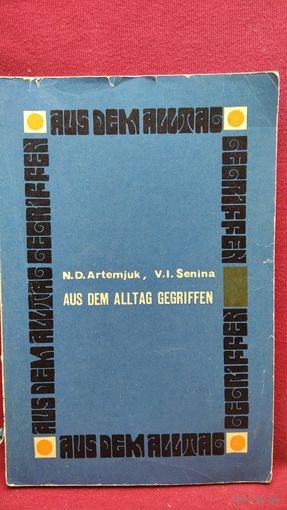 AUS DEM ALLTAG
GEGRIFFEN
GEGRIFFEN
AUS DEM ALLTAG GEGRIFFEN
N.D. Artemjuk, V.I. Senina
AUS DEM ALLTAG GEGRIFFEN
AUS DEM ALLTAG